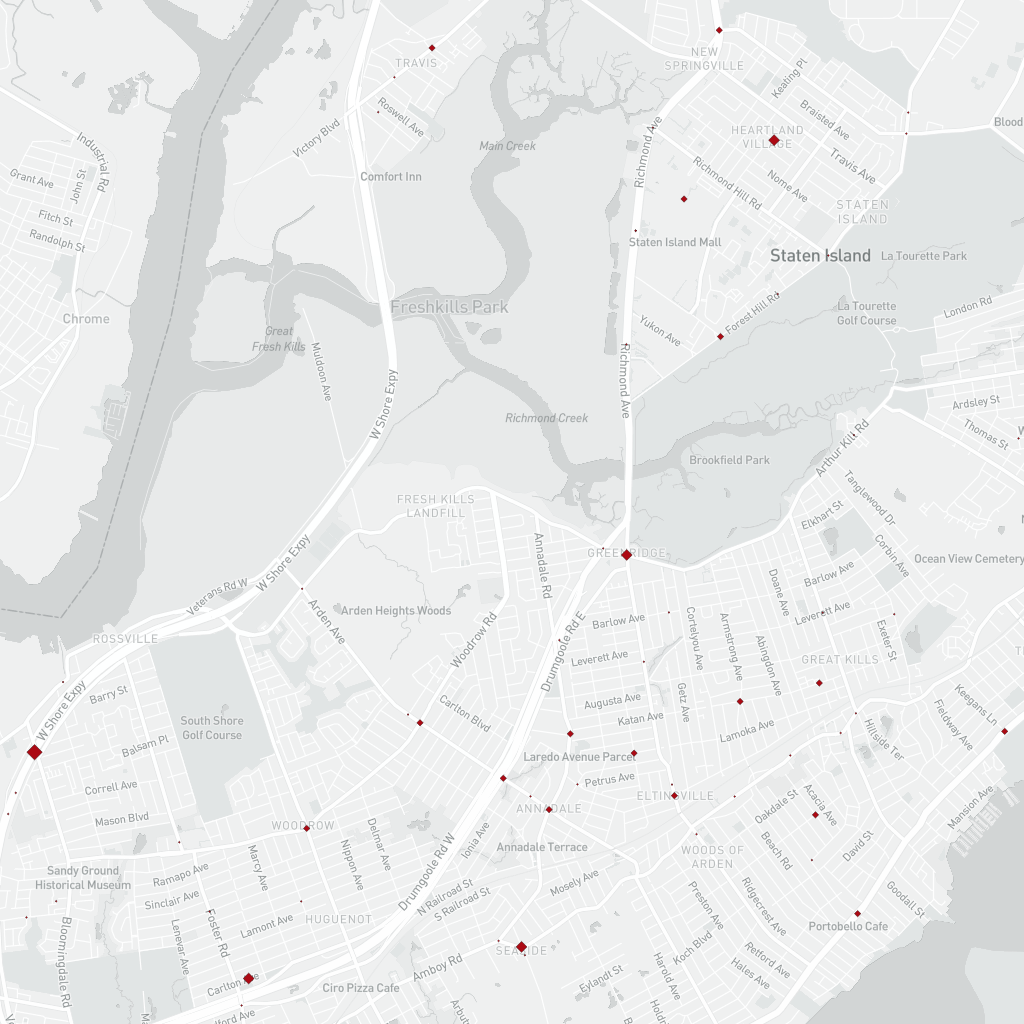 TRAVIS
NEW
SPRINGVILLE
Keating Pl
Roswell Ave
Victory Blvd
Braisted Ave
Blood
HEARTLAND
VILLAGE
Travis Ave
Industrial Rd
Main Creek
Richmond Ave
Grant Ave
John St
Comfort Inn
Richmond Hill Rd
Nome Ave
STATEN
ISLAND
Fitch St
Randolph St
Staten Island Mall
Staten Island
La Tourette Park
Freshkills Park
Forest Hill Rd
La Tourette
Golf Course
London Rd
Chrome
Great
Fresh Kills
Yukon Ave
Muldoon Ave
Richmond Ave
W Shore Expy
Ardsley St
Richmond Creek
Thomas St
Arthur Kill Rd
Brookfield Park
FRESH KILLS
LANDFILL
Tanglewood Dr
Elkhart St
Corbin Ave
Annadale Rd
GREENRIDGE
Ocean View Cemetery
W Shore Expy
Veterans Rd W
Barlow Ave
Doane Ave
Arden Heights Woods
Arden Ave
Leverett Ave
Barlow Ave
Cortelyou Ave
Armstrong Ave
Exeter St
ROSSVILLE
Woodrow Rd
Drumgoole Rd E
Leverett Ave
Abingdon Ave
GREAT KILLS
W Shore Expy
Barry St
Augusta Ave
Getz Ave
Keegans Ln
Carlton Blvd
Katan Ave
South Shore
Golf Course
Lamoka Ave
Fieldway Ave
Hillside Ter
Balsam Pl
Laredo Avenue Parcel
Correll Ave
Petrus Ave
ELTINGVILLE
Oakdale St
Acacia Ave
Mansion Ave
ANNADALE
Mason Blvd
WOODROW
Delmar Ave
Ionia Ave
Annadale Terrace
WOODS OF
ARDEN
Beach Rd
David St
Nippon Ave
Marcy Ave
Drumgoole Rd W
Sandy Ground
Historical Museum
Ramapo Ave
Mosely Ave
N Railroad St
S Railroad St
Sinclair Ave
Preston Ave
Ridgecrest Ave
Goodall St
HUGUENOT
Lamont Ave
Foster Rd
Bloomingdale Rd
Lenevar Ave
Portobello Cafe
SEASIDE
Koch Blvd
Retford Ave
Amboy Rd
Harold Ave
Eylandt St
Hales Ave
Carlton Ave
Ciro Pizza Cafe